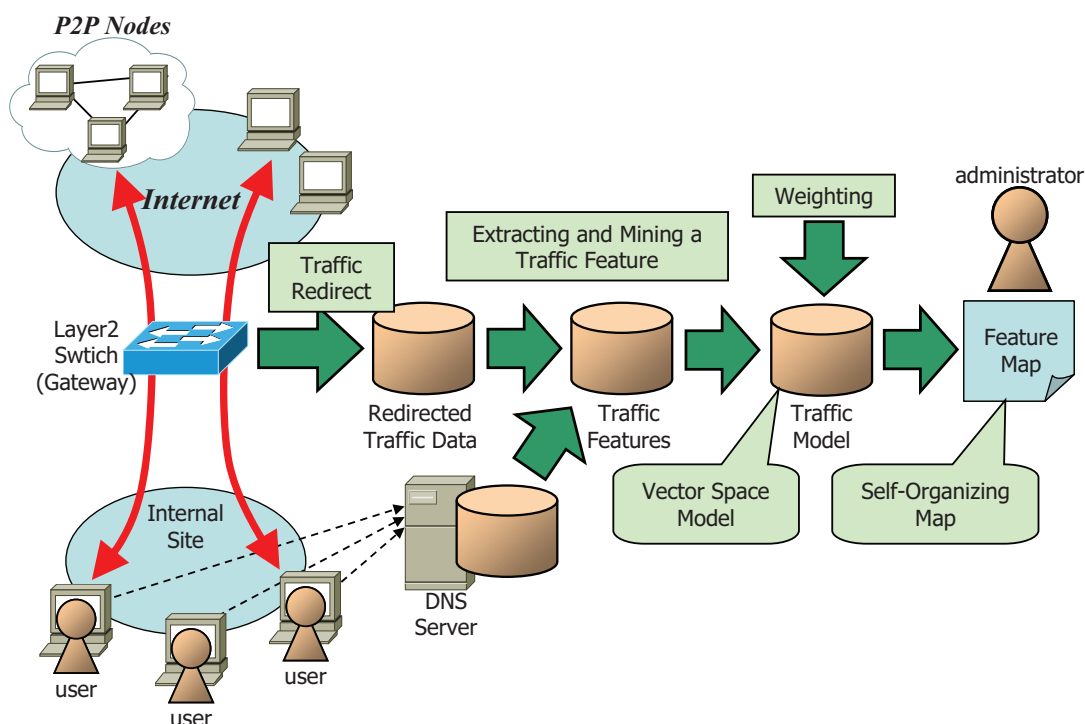 P2P Nodes
Internet
Layer2
Swtich
(Gateway)
Traffic
Redirect
Extracting and Mining a
Traffic Feature
Weighting
administrator
Redirected
Traffic Data
Traffic
Features
Traffic
Model
Feature
Map
Vector Space
Model
Self-Organizing
Map
Internal
Site
DNS
Server
user
user
user